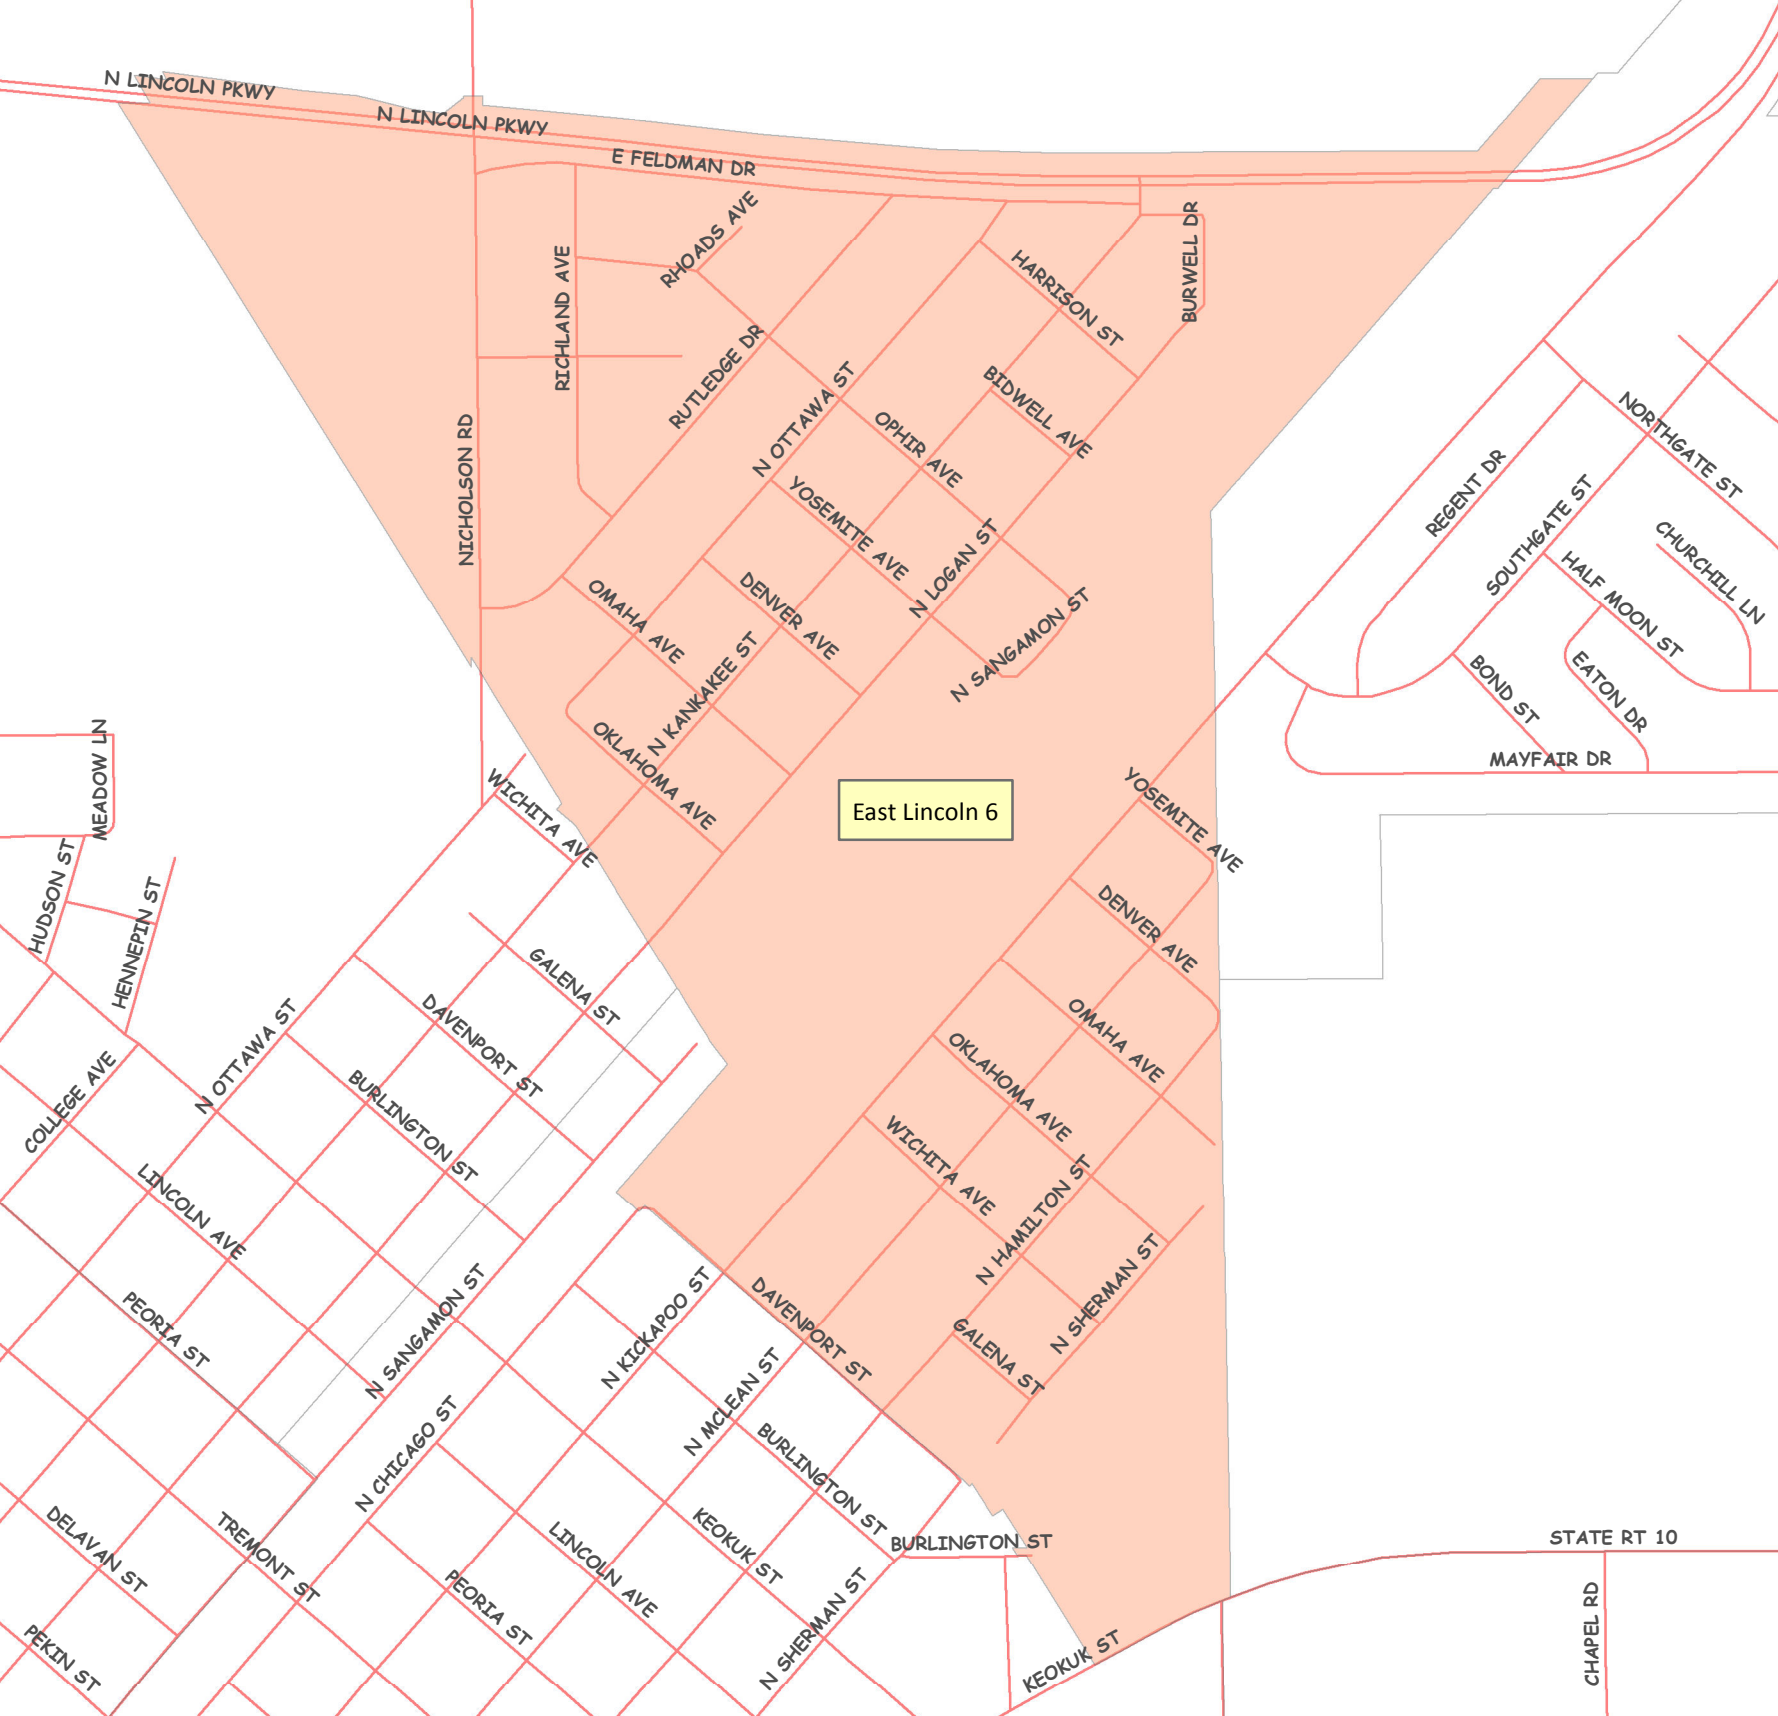 N LINCOLN PKWY
N LINCOLN PKWY
E FELDMAN DR
RHOADS AVE
BURWELL DR
RICHLAND AVE
HARRISON ST
RUTLEDGE DR
N OTTAWA ST
BIDWELL AVE
OPHIR AVE
NICHOLSON RD
YOSEMITE AVE
N LOGAN ST
NORTHGATE ST
REGENT DR
SOUTHGATE ST
CHURCHILL LN
HALF MOON ST
OMAHA AVE
DENVER AVE
N SANGAMON ST
N KANKAKEE ST
EATON DR
BOND ST
MAYFAIR DR
MEADOW LN
OKLAHOMA AVE
WICHITA AVE
East Lincoln 6
YOSEMITE AVE
HUDSON ST
HENNEPIN ST
DENVER AVE
GALENA ST
DAVENPORT ST
N OTTAWA ST
OMAHA AVE
COLLEGE AVE
BURLINGTON ST
OKLAHOMA AVE
WICHITA AVE
LINCOLN AVE
N HAMILTON ST
N SHERMAN ST
PEORIA ST
N SANGAMON ST
N KICKAPOO ST
DAVENPORT ST
GALENA ST
N MCLEAN ST
N CHICAGO ST
BURLINGTON ST
DELAVAN ST
TREMONT ST
LINCOLN AVE
KEOKUK ST
BURLINGTON ST
STATE RT 10
PEORIA ST
N SHERMAN ST
CHAPEL RD
PEKIN ST
KEOKUK ST